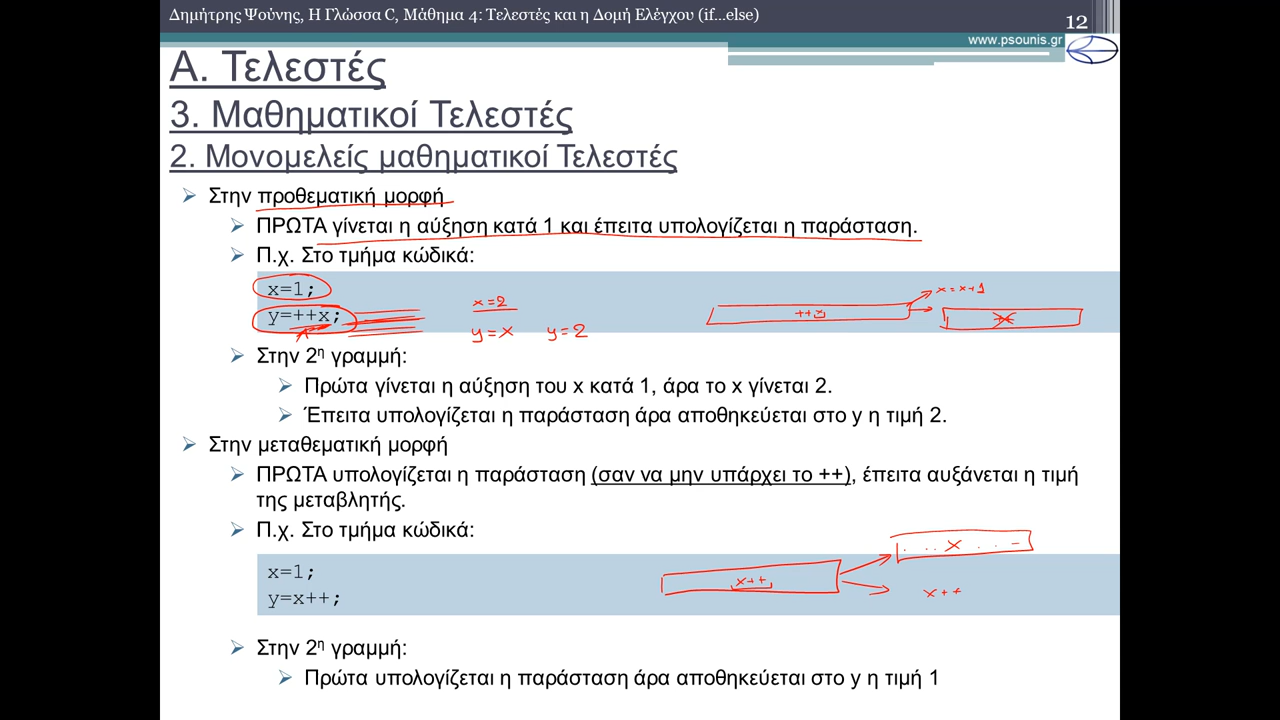 Δημήτρης Ψούνης, Η Γλώσσα C, Μάθημα 4: Τελεστές και η Δομή Ελέγχου (if...else)
12
www.psounis.gr
Α. Τελεστές
3. Μαθηματικοί Τελεστές
2. Μονομελείς μαθηματικοί Τελεστές
Στην προθεματική μορφή
ΠΡΩΤΑ γίνεται η αύξηση κατά 1 και έπειτα υπολογίζεται η παράσταση.
Π.χ. Στο τμήμα κώδικά:
x=1;
x=2
x=x+1
y=++x;
++x
x
y=x y=2
Στην 2η γραμμή:
Πρώτα γίνεται η αύξηση του x κατά 1, άρα το x γίνεται 2.
Έπειτα υπολογίζεται η παράσταση άρα αποθηκεύεται στο y η τιμή 2.
Στην μεταθεματική μορφή
ΠΡΩΤΑ υπολογίζεται η παράσταση (σαν να μην υπάρχει το ++), έπειτα αυξάνεται η τιμή
της μεταβλητής.
Π.χ. Στο τμήμα κώδικά:
. .. x . . -
x=1;
x++
y=x++;
x++
Στην 2η γραμμή:
Πρώτα υπολογίζεται η παράσταση άρα αποθηκεύεται στο y η τιμή 1